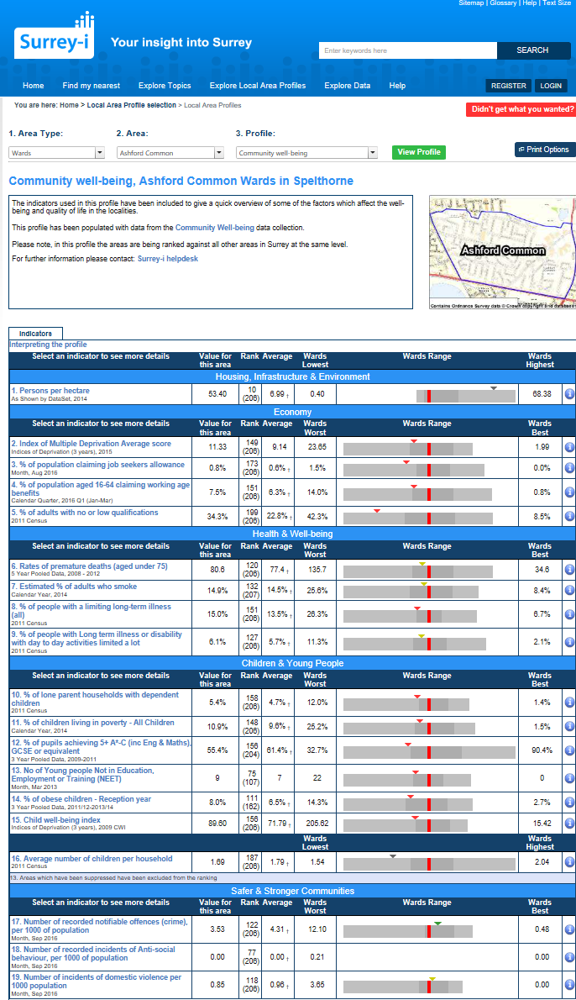 Sitemap | Glossary | Help | Text Size
Surrey-i
Your insight into Surrey
Enter keywords here
SEARCH
Home Find my nearest Explore Topics Explore Local Area Profiles Explore Data Help REGISTER LOGIN
You are here: Home > Local Area Profile selection > Local Area Profiles
Didn't get what you wanted?
1. Area Type: 2. Area: 3. Profile:
Wards Ashford Common Community well-being View Profile Print Options
Community well-being, Ashford Common Wards in Spelthorne
The indicators used in this profile have been included to give a quick overview of some of the factors which affect the well-
being and quality of life in the localities.
This profile has been populated with data from the Community Well-being data collection.
Please note, in this profile the areas are being ranked against all other areas in Surrey at the same level.
For further information please contact: Surrey-i helpdesk
Ashford Common
Contains Ordnance Survey data © Crown copyright and database
Indicators
Interpreting the profile
Select an indicator to see more details Value for this area Rank Average Wards Lowest Wards Range Wards Highest
Housing, Infrastructure & Environment
1. Persons per hectare 53.40 10 (206) 6.99 ↑ 0.40 68.38
As Shown by DataSet, 2014
Economy
Select an indicator to see more details Value for this area Rank Average Wards Worst Wards Range Wards Best
2. Index of Multiple Deprivation Average score 11.33 149 (206) 9.14 23.65 1.99
Indices of Deprivation (3 years), 2015
3. % of population claiming job seekers allowance 0.8% 173 (206) 0.6% ↑ 1.5% 0.0%
Month, Aug 2016
4. % of population aged 16-64 claiming working age
benefits 7.5% 151 (206) 6.3% ↑ 14.0% 0.8%
Calendar Quarter, 2016 Q1 (Jan-Mar)
5. % of adults with no or low qualifications 34.3% 199 (206) 22.8% ↑ 42.3% 8.5%
2011 Census
Health & Well-being
Select an indicator to see more details Value for this area Rank Average Wards Worst Wards Range Wards Best
6. Rates of premature deaths (aged under 75) 80.6 120 (206) 77.4 ↑ 135.7 34.6
5 Year Pooled Data, 2008 - 2012
7. Estimated % of adults who smoke 14.9% 132 (207) 14.5% ↑ 25.6% 8.4%
Calendar Year, 2014
8. % of people with a limiting long-term illness
(all) 15.0% 151 (206) 13.5% ↑ 26.3% 6.7%
2011 Census
9. % of people with Long term illness or disability
with day to day activities limited a lot 6.1% 127 (206) 5.7% ↑ 11.3% 2.1%
2011 Census
Children & Young People
Select an indicator to see more details Value for this area Rank Average Wards Worst Wards Range Wards Best
10. % of lone parent households with dependent
children 5.4% 158 (206) 4.7% ↑ 12.0% 1.4%
2011 Census
11. % of children living in poverty - All Children 10.9% 148 (206) 9.6% ↑ 25.2% 1.5%
Calendar Year, 2014
12. % of pupils achieving 5+ A*-C (inc Eng & Maths),
GCSE or equivalent 55.4% 156 (204) 61.4% ↑ 32.7% 90.4%
3 Year Pooled Data, 2009-2011
13. No of Young people Not in Education,
Employment or Training (NEET) 9 75 (107) 7 22 0
Month, Mar 2013
14. % of obese children - Reception year 8.0% 111 (162) 6.5% ↑ 14.3% 2.7%
3 Year Pooled Data, 2011/12-2013/14
15. Child well-being index 89.60 156 (206) 71.79 ↑ 205.62 15.42
Indices of Deprivation (3 years), 2009 CWI
Wards Lowest Wards Highest
16. Average number of children per household 1.69 187 (206) 1.79 ↑ 1.54 2.04
2011 Census
13. Areas which have been suppressed have been excluded from the ranking
Safer & Stronger Communities
Select an indicator to see more details Value for this area Rank Average Wards Worst Wards Range Wards Best
17. Number of recorded notifiable offences (crime),
per 1000 of population 3.53 122 (206) 4.31 ↑ 12.10 0.48
Month, Sep 2016
18. Number of recorded incidents of Anti-social
behaviour, per 1000 of population 0.00 77 (206) 0.00 ↑ 0.21 0.00
Month, Sep 2016
19. Number of incidents of domestic violence per
1000 population 0.85 118 (206) 0.96 ↑ 3.65 0.00
Month, Sep 2016